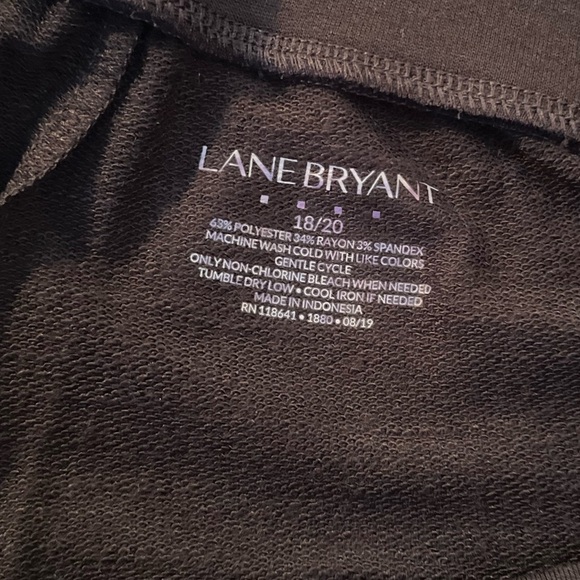 LANE BRYANT
18/20
63% POLYESTER 34% RAYON 3% SPANDEX
MACHINE WASH COLD WITH LIKE COLORS
GENTLE CYCLE
ONLY NON-CHLORINE BLEACH WHEN NEEDED
TUMBLE DRY LOW • COOL IRON IF NEEDED
MADE IN INDONESIA
RN 118641 • 1880 • 08/19